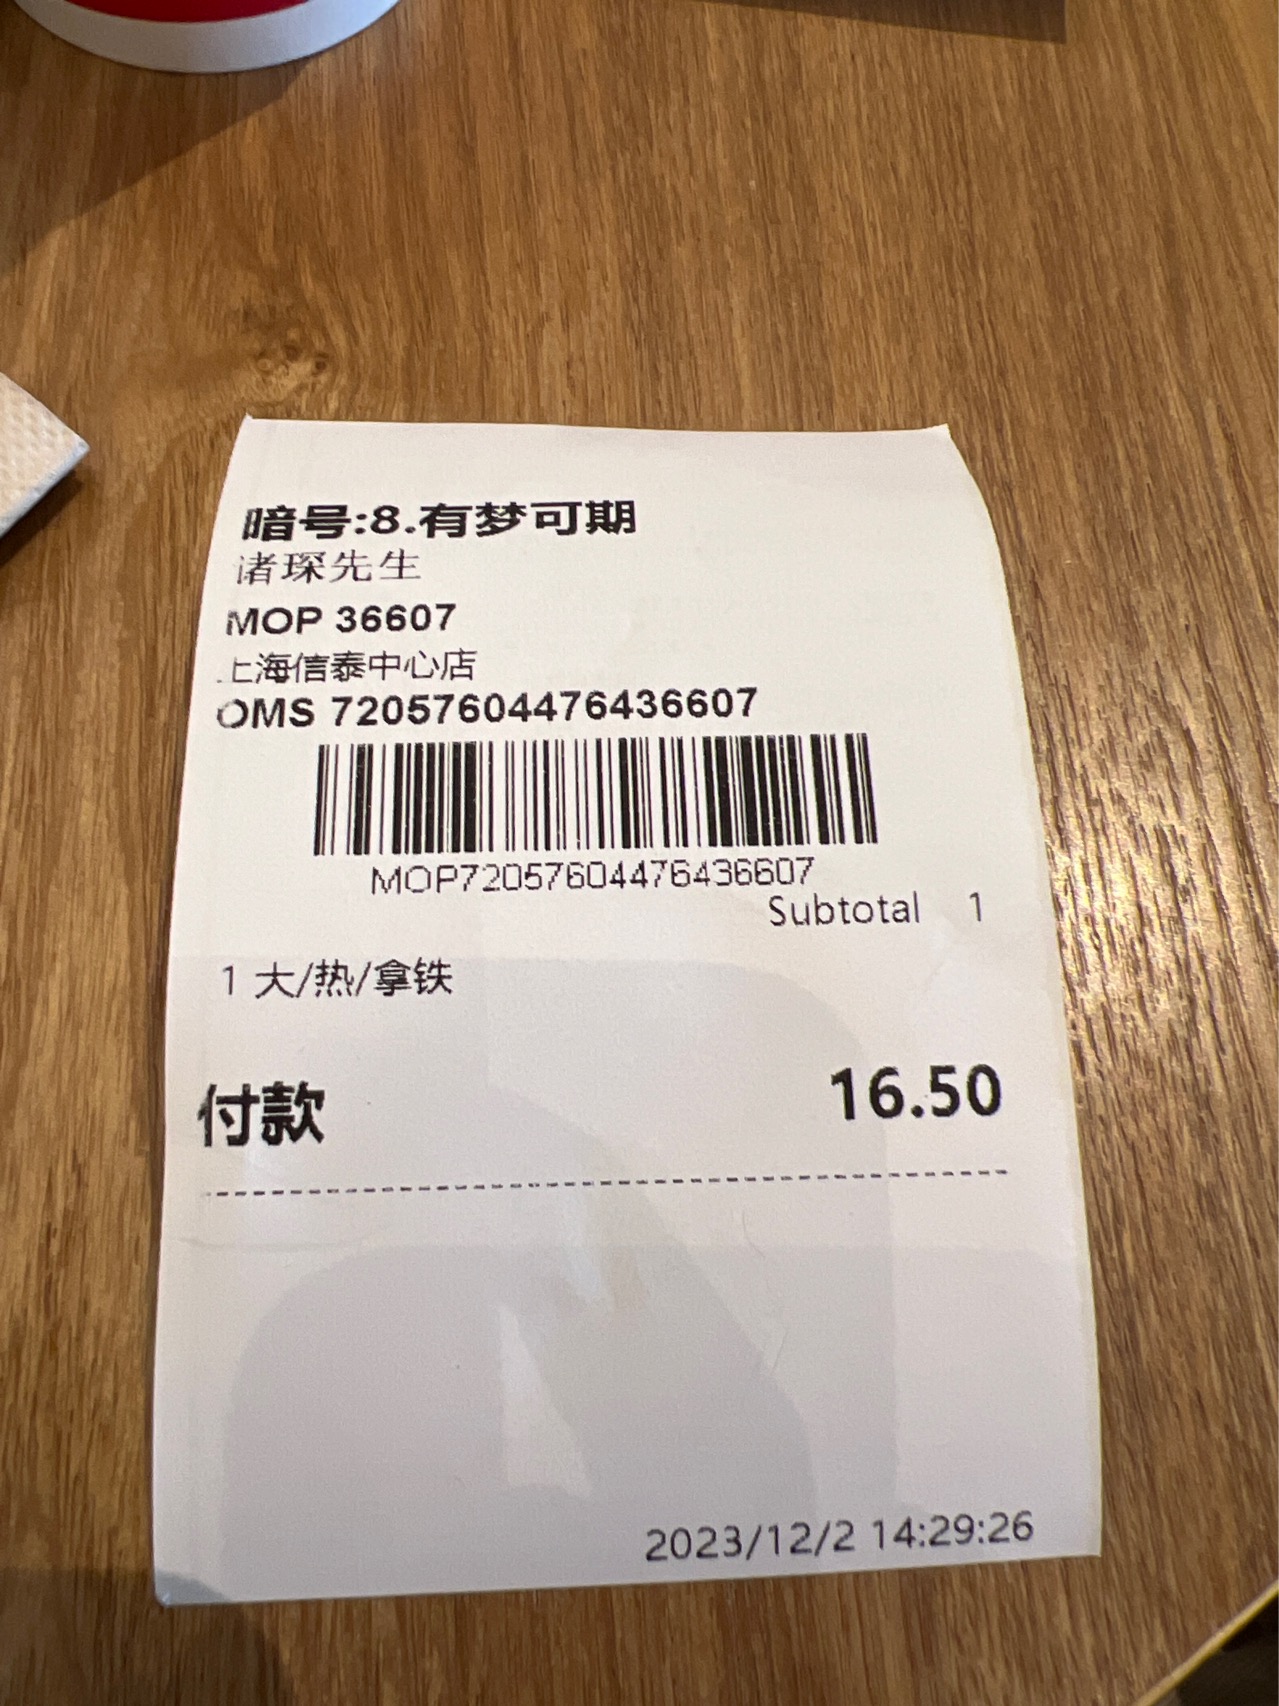 暗号:8.有梦可期
诸琛先生
MOP 36607
上海信泰中心店
OMS 72057604476436607
MOP72057604476436607
Subtotal 1
1 大/热/拿铁
付款 16.50
2023/12/2 14:29:26